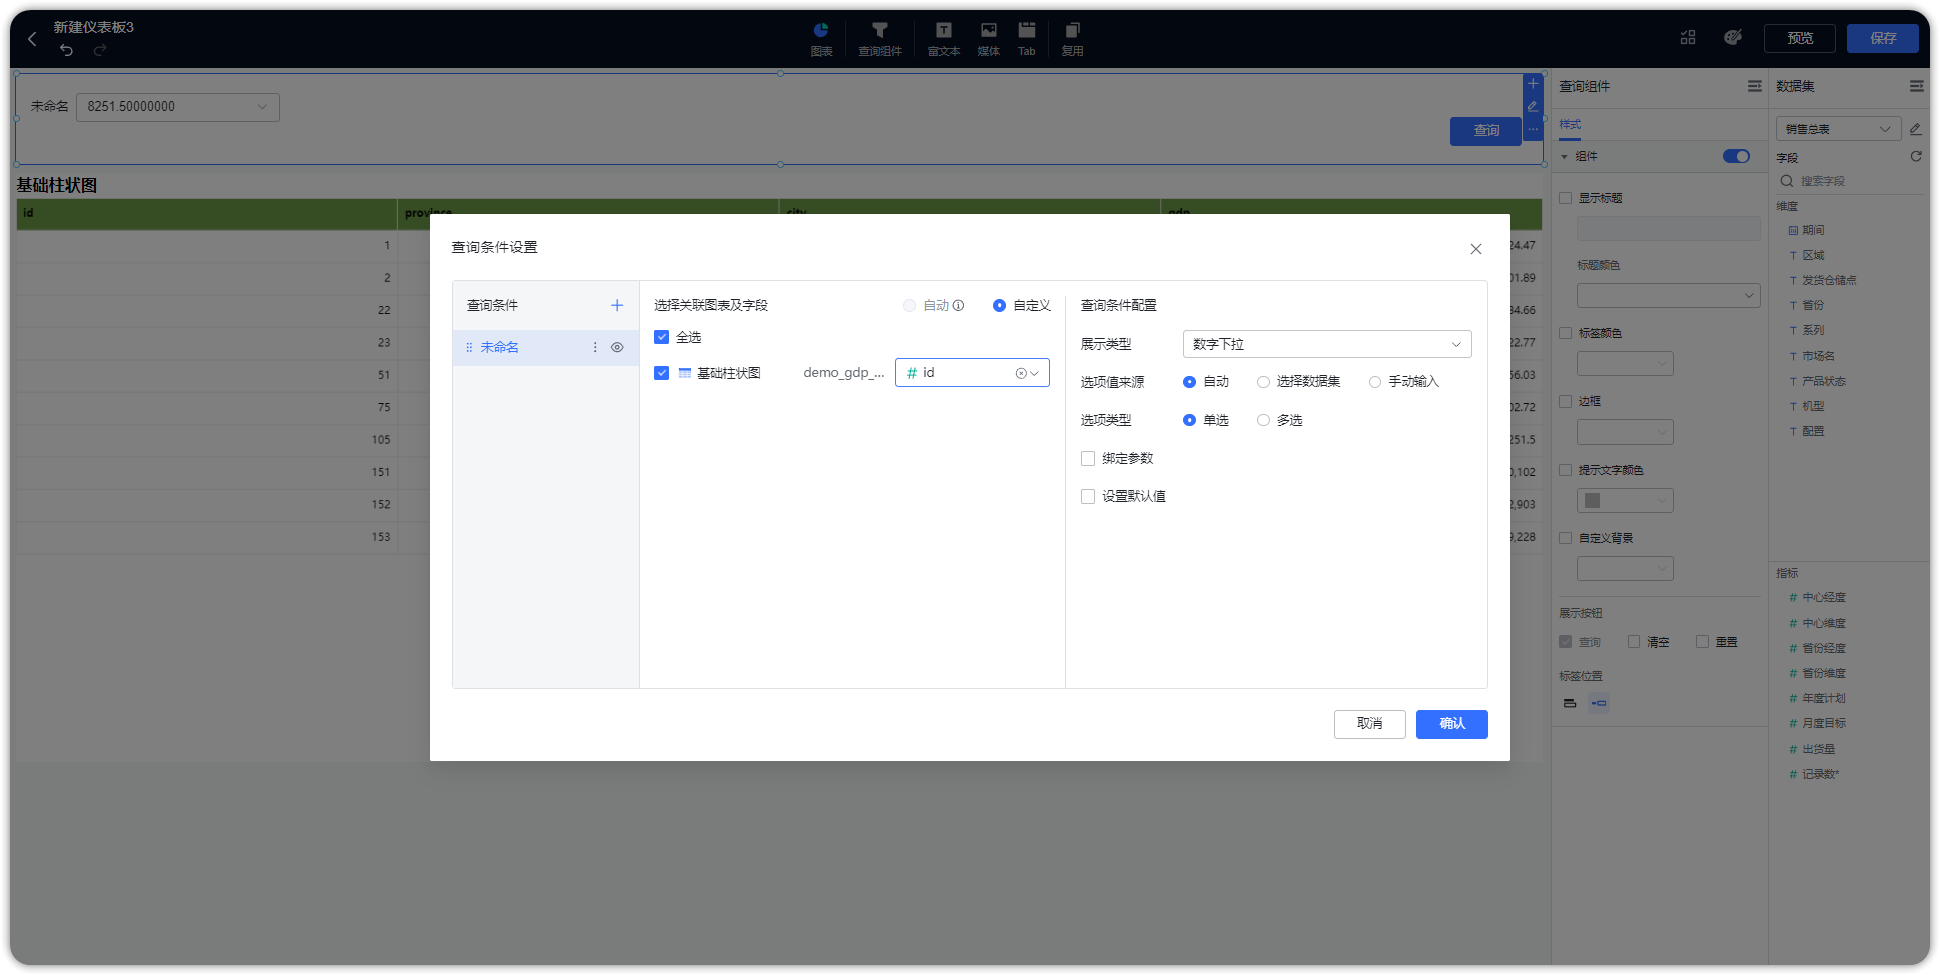 新建仪表板3
图表
查询组件
富文本
媒体
Tab
复用
预览
保存
未命名
8251.50000000
查询
基础柱状图
id
province
city
gdp
1
24.47
2
01.89
22
34.66
23
22.77
51
56.03
75
02.72
105
251.5
151
0,102
152
2,903
153
9,228
查询条件设置
查询条件
未命名
选择关联图表及字段
自动
自定义
全选
基础柱状图
demo_gdp_...
# id
查询条件配置
展示类型
数字下拉
选项值来源
自动
选择数据集
手动输入
选项类型
单选
多选
绑定参数
设置默认值
取消
确认
查询组件
样式
组件
显示标题
标题颜色
标签颜色
边框
提示文字颜色
自定义背景
展示按钮
查询
清空
重置
标签位置
数据集
销售总表
字段
搜索字段
维度
期间
T 区域
T 发货仓储点
T 省份
T 系列
T 市场名
T 产品状态
T 机型
T 配置
指标
# 中心经度
# 中心维度
# 省份经度
# 省份维度
# 年度计划
# 月度目标
# 出货量
# 记录数*